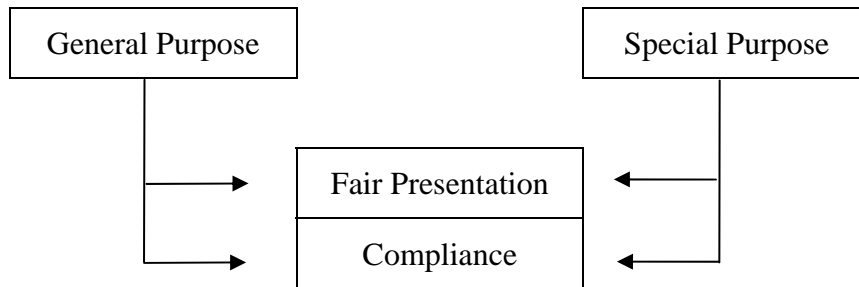 General Purpose
Special Purpose
Fair Presentation
Compliance